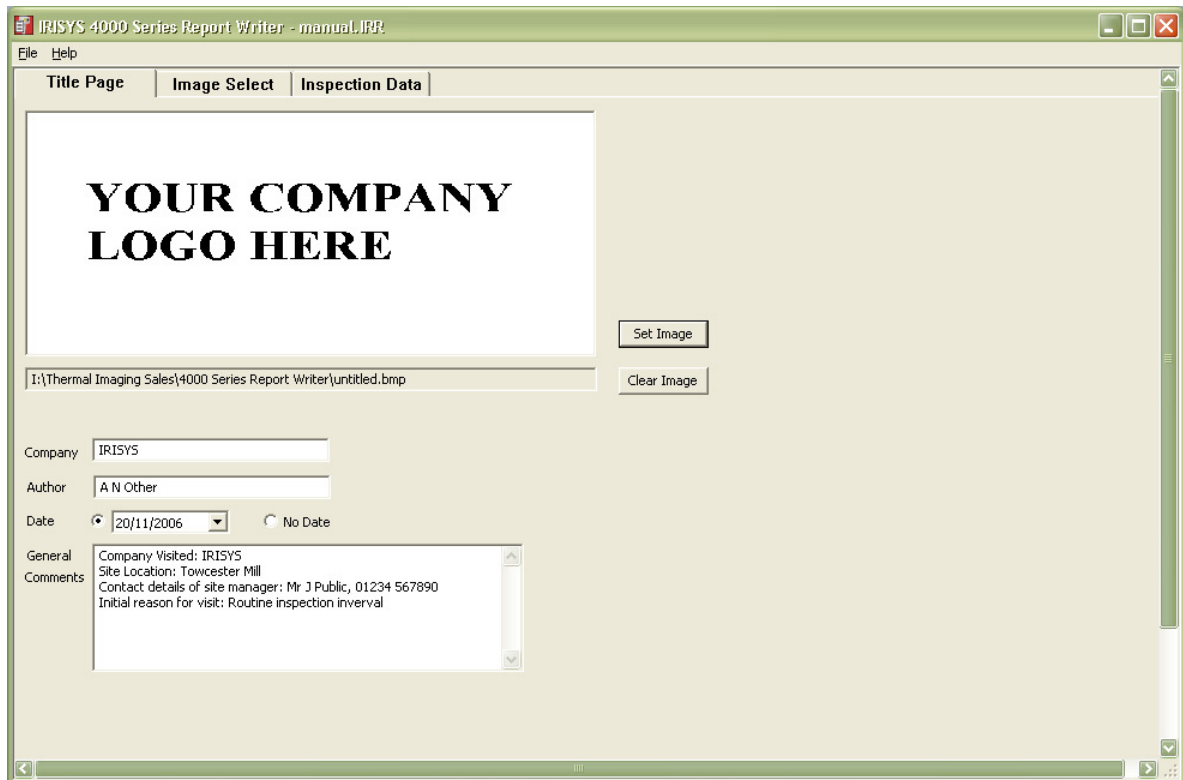 IRISYS 4000 Series Report Writer - manual.IRR
File Help
Title Page Image Select Inspection Data
YOUR COMPANY
LOGO HERE
Set Image
I:\Thermal Imaging Sales\4000 Series Report Writer\untitled.bmp
Clear Image
Company IRISYS
Author A N Other
Date 20/11/2006 No Date
General
Comments
Company Visited: IRISYS
Site Location: Towcester Mill
Contact details of site manager: Mr J Public, 01234 567890
Initial reason for visit: Routine inspection inverval